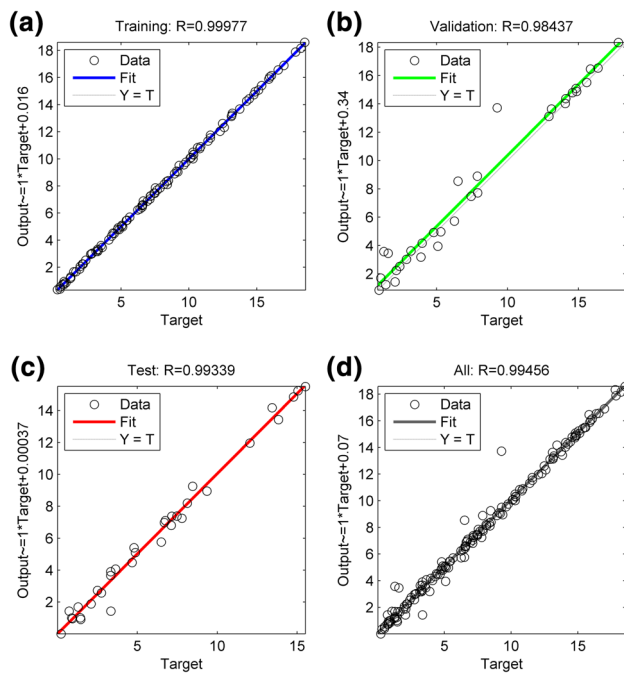 (a)
Training: R=0.99977
Output~=1*Target+0.016
18
16
14
12
10
8
6
4
2
Data
Fit
Y = T
5
10
15
Target
(b)
Validation: R=0.98437
Output~=1*Target+0.34
18
16
14
12
10
8
6
4
2
Data
Fit
Y = T
5
10
15
Target
(c)
Test: R=0.99339
Output~=1*Target+0.00037
14
12
10
8
6
4
2
Data
Fit
Y = T
0
5
10
15
Target
(d)
All: R=0.99456
Output~=1*Target+0.07
18
16
14
12
10
8
6
4
2
Data
Fit
Y = T
5
10
15
Target